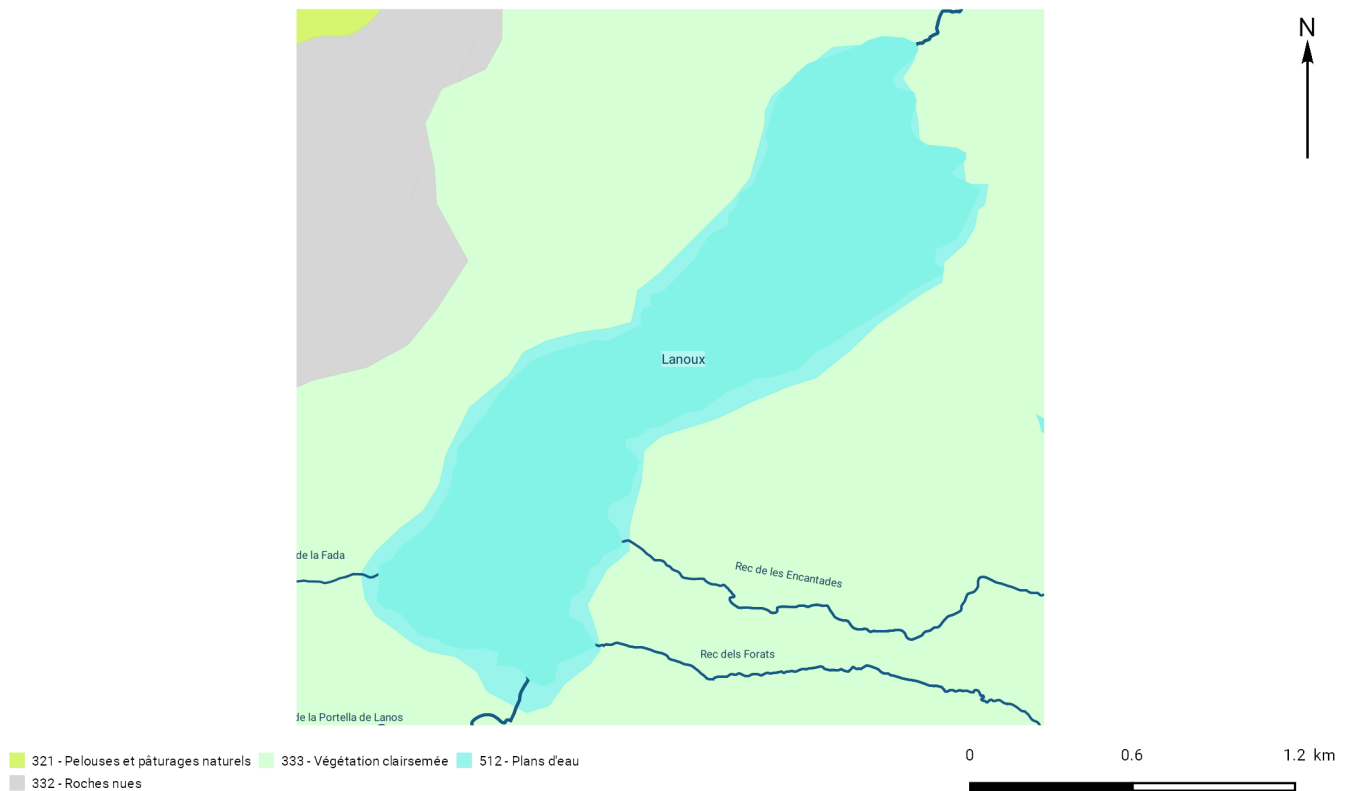 N
Lanoux
de la Fada
Rec de les Encantades
Rec dels Forats
de la Portella de Lanos
321 - Pelouses et pâturages naturels
333 - Végétation clairsemée
512 - Plans d'eau
332 - Roches nues
0 0.6 1.2 km